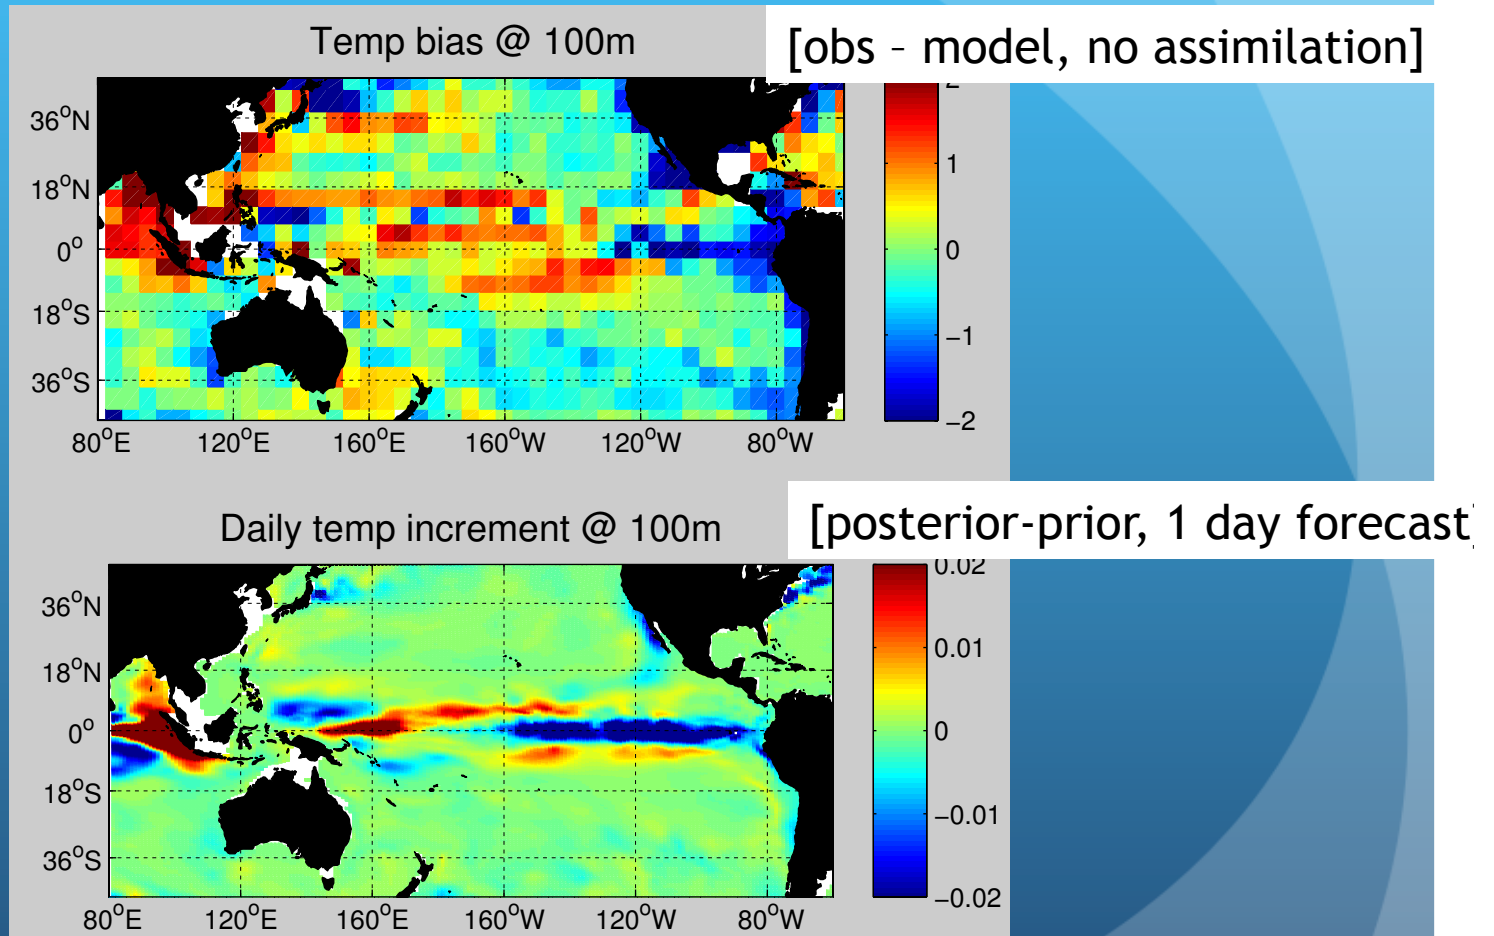 Temp bias @ 100m
[obs – model, no assimilation]
2
36°N
1
18°N
0°
0
18°S
−1
36°S
−2
80°E 120°E 160°E 160°W 120°W 80°W
Daily temp increment @ 100m
[posterior-prior, 1 day forecast]
0.02
36°N
0.01
18°N
0°
0
18°S
−0.01
36°S
−0.02
80°E 120°E 160°E 160°W 120°W 80°W